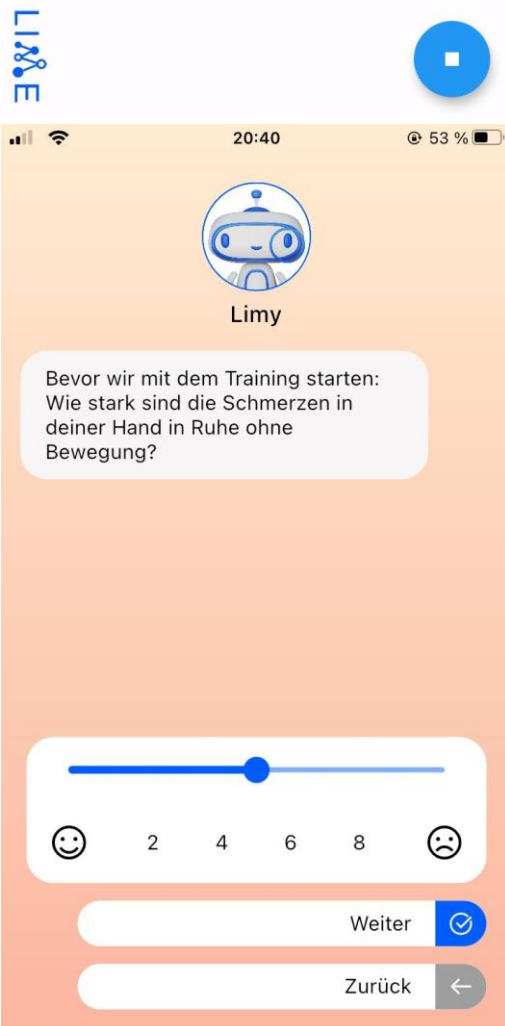 LIME
20:40
53 %
Limy
Bevor wir mit dem Training starten:
Wie stark sind die Schmerzen in
deiner Hand in Ruhe ohne
Bewegung?
2 4 6 8
Weiter
Zurück